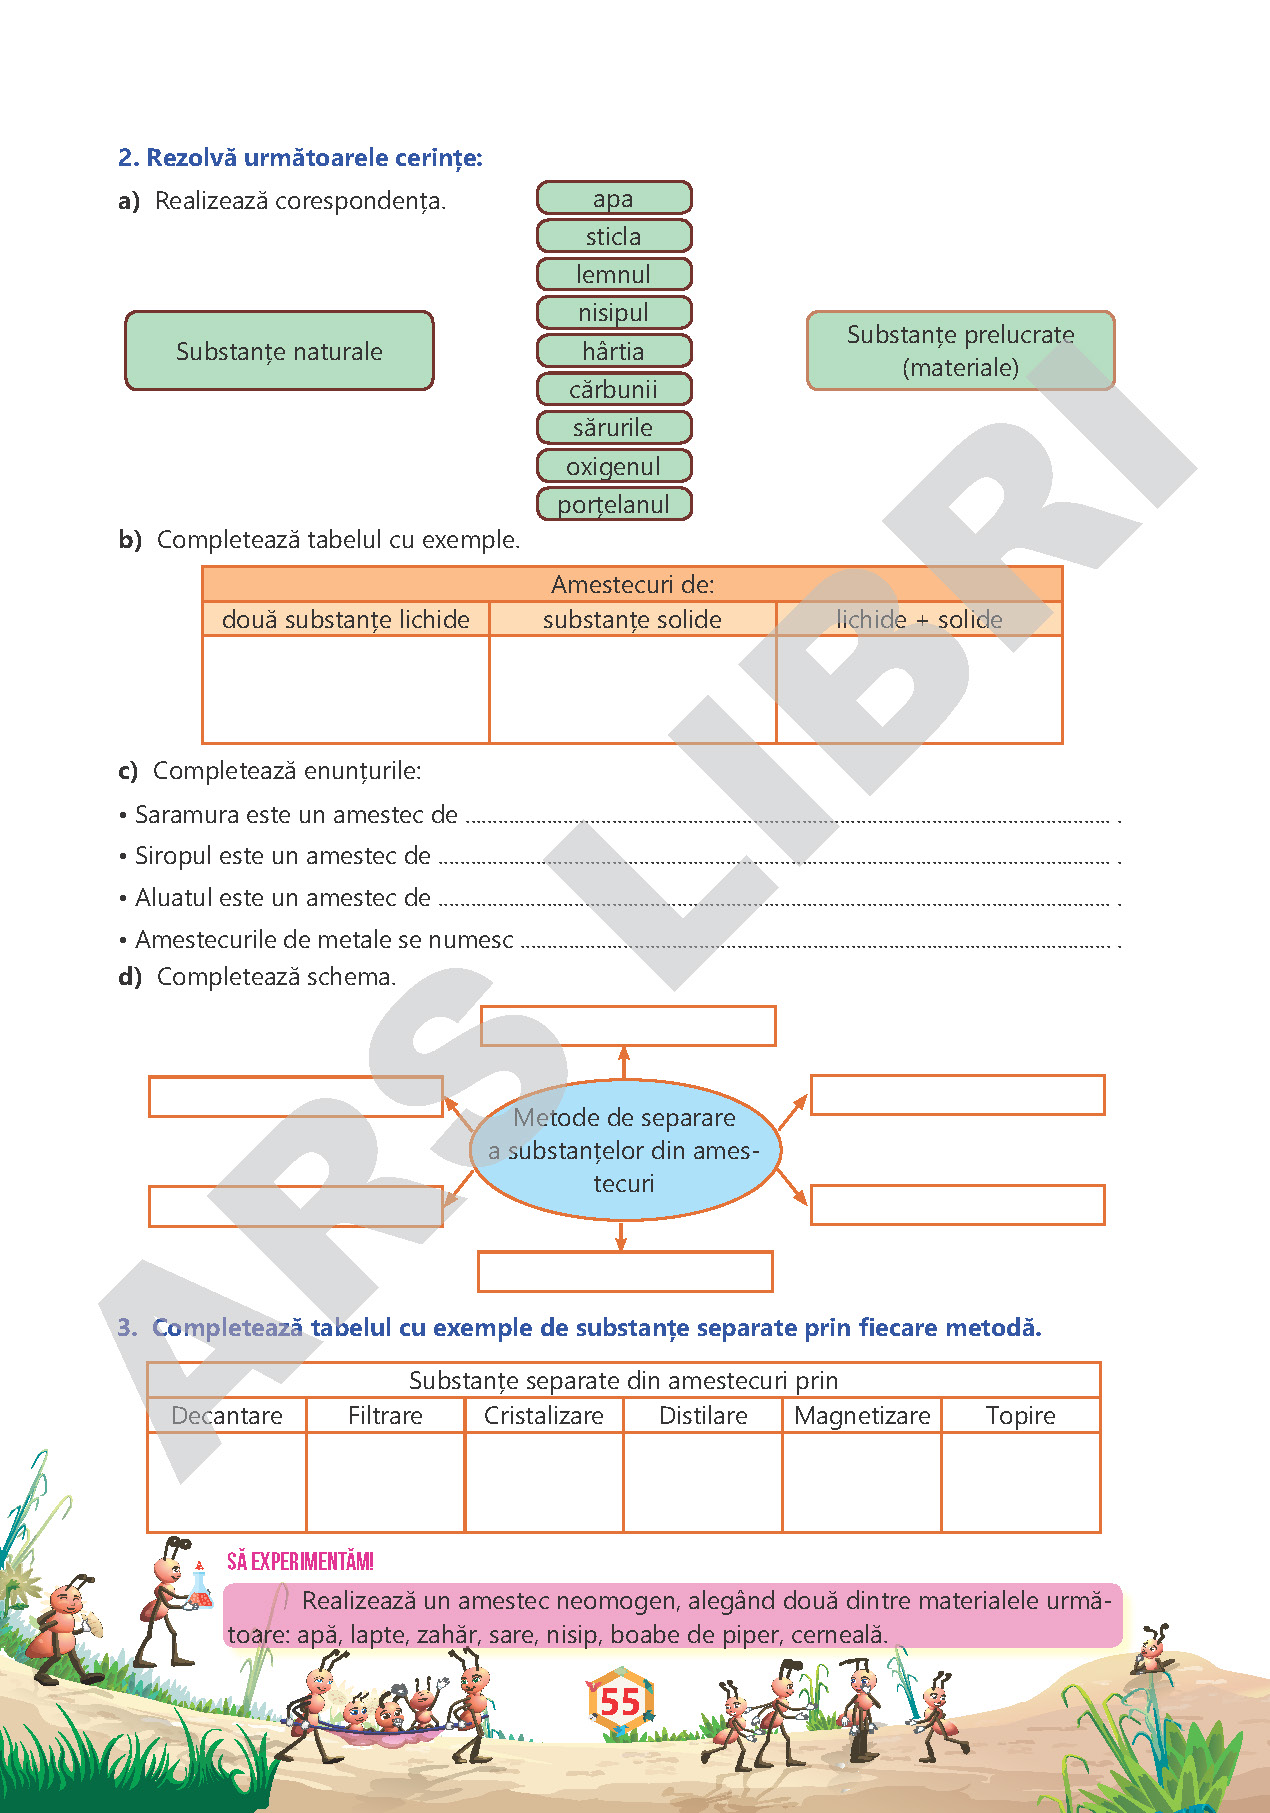 2. Rezolvă următoarele cerințe:
a) Realizează corespondența.
apa
sticla
lemnul
nisipul
hârtia
cărbunii
sărurile
oxigenul
porțelanul
Substanțe naturale
Substanțe prelucrate
(materiale)
b) Completează tabelul cu exemple.
Amestecuri de:
două substanțe lichide substanțe solide lichide + solide
c) Completează enunțurile:
• Saramura este un amestec de .................................................. .
• Siropul este un amestec de .................................................. .
• Aluatul este un amestec de .................................................. .
• Amestecurile de metale se numesc .................................................. .
d) Completează schema.
Metode de separare
a substanțelor din ames-
tecuri
3. Completează tabelul cu exemple de substanțe separate prin fiecare metodă.
Substanțe separate din amestecuri prin
Decantare Filtrare Cristalizare Distilare Magnetizare Topire
SĂ EXPERIMENTĂM!
Realizează un amestec neomogen, alegând două dintre materialele urmă-
toare: apă, lapte, zahăr, sare, nisip, boabe de piper, cerneală.
55
ARS LIBRI